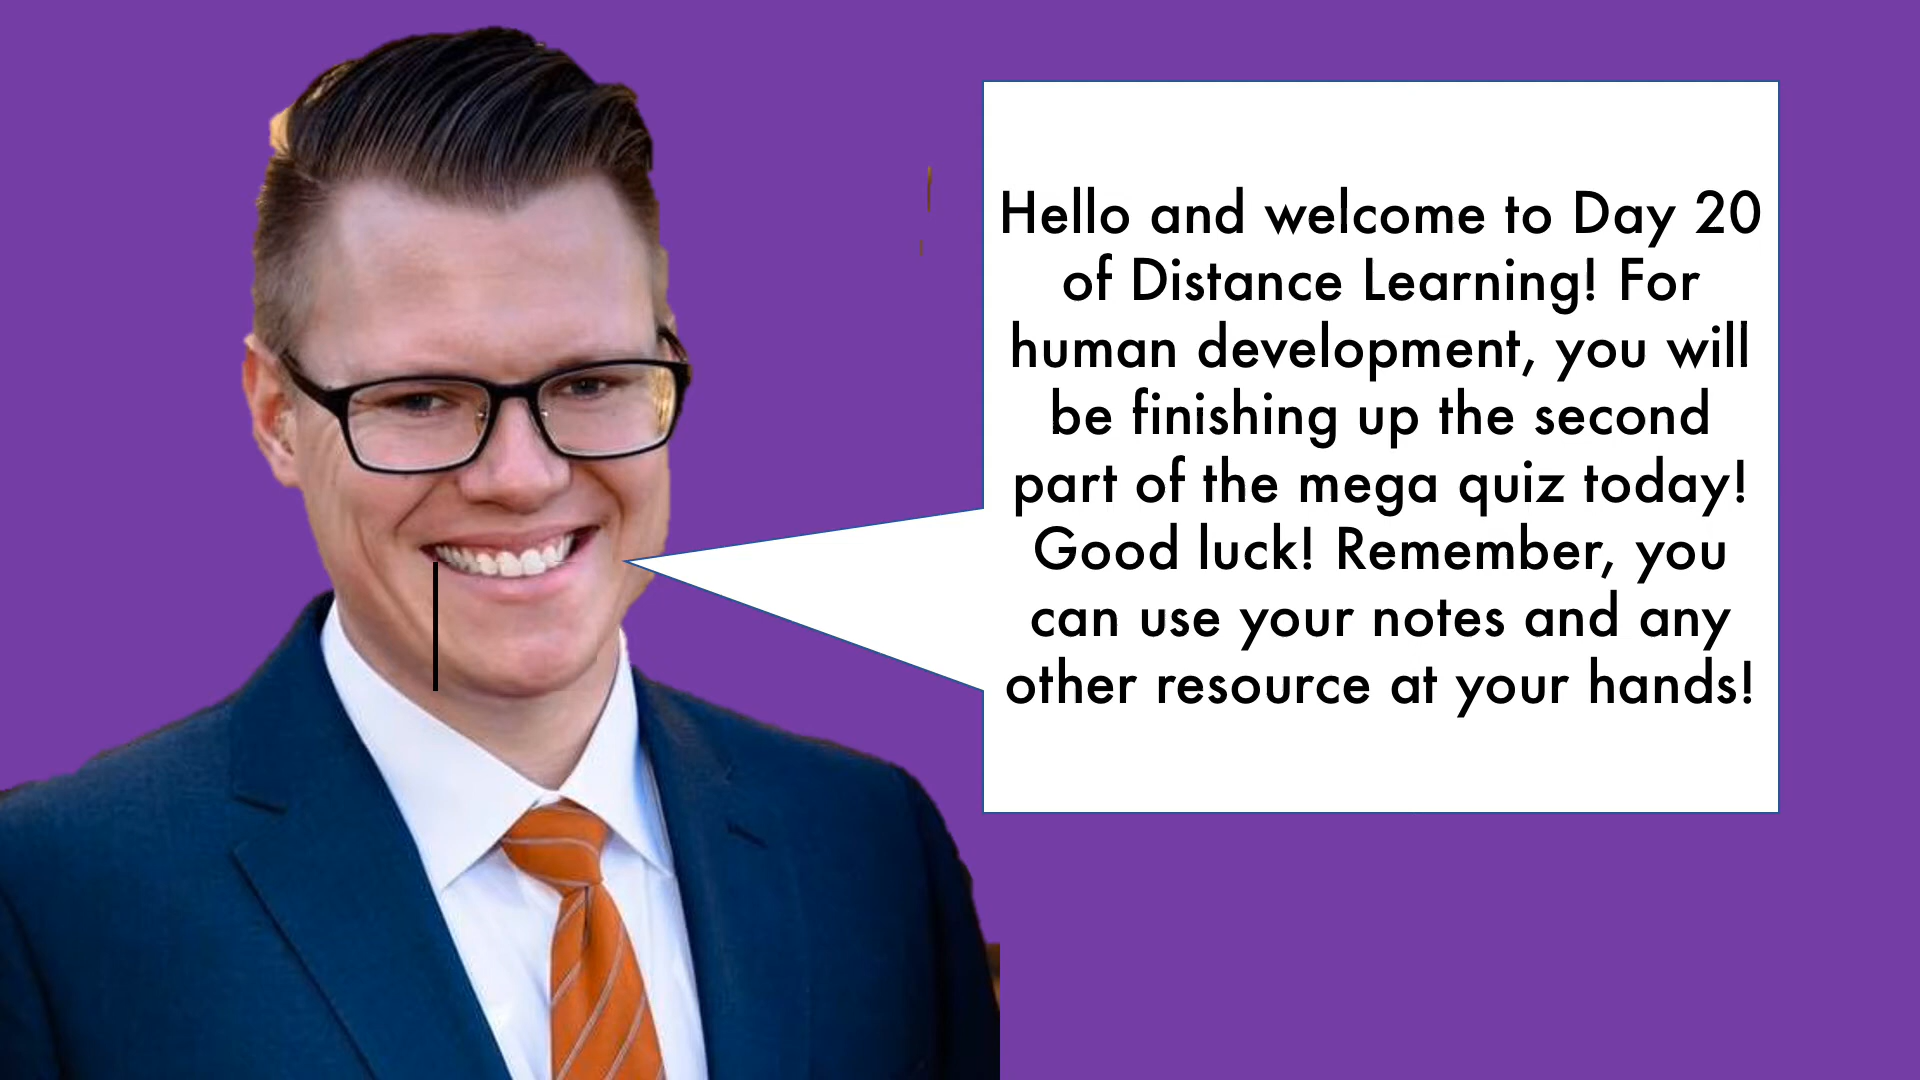 Hello and welcome to Day 20
of Distance Learning! For
human development, you will
be finishing up the second
part of the mega quiz today!
Good luck! Remember, you
can use your notes and any
other resource at your hands!